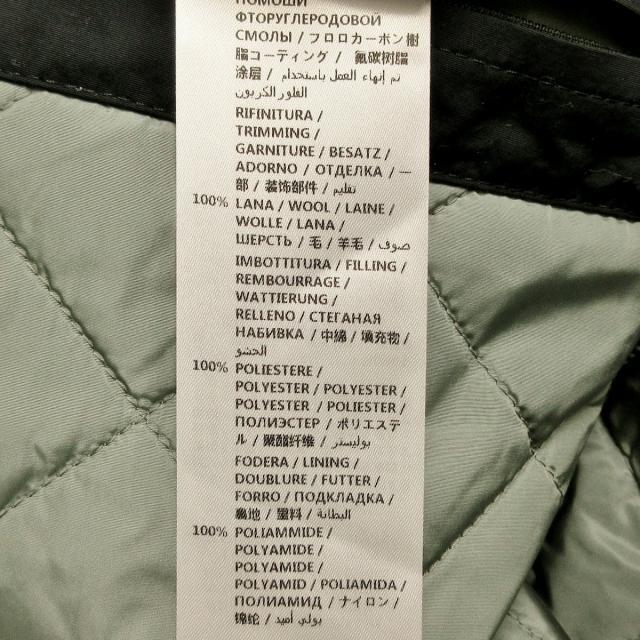 ПОМОЩИ
ФТОРУГЛЕРОДОВОЙ
СМОЛЫ / フロロカーボン樹
脂コーティング / 氟碳树脂
涂层 / تم إنهاء العمل باستخدام
الفلور الكربون
RIFINITURA /
TRIMMING /
GARNITURE / BESATZ /
ADORNO / ОТДЕЛКА / 一
部 / 装饰部件 / تقليم
100% LANA / WOOL / LAINE /
WOLLE / LANA /
ШЕРСТЬ / 毛 / 羊毛 / صوف
IMBOTTITURA / FILLING /
REMBOURRAGE /
WATTIERUNG /
RELLENO / СТЕГАНАЯ
НАБИВКА / 中綿 / 填充物 /
الحشو
100% POLIESTERE /
POLYESTER / POLYESTER /
POLYESTER / POLIESTER /
ПОЛИЭСТЕР / ポリエステ
ル / 聚酯纤维 / بوليستر
FODERA / LINING /
DOUBLURE / FUTTER /
FORRO / ПОДКЛАДКА /
裏地 / 里料 / البطانة
100% POLIAMMIDE /
POLYAMIDE /
POLYAMIDE /
POLYAMID / POLIAMIDA /
ПОЛИАМИД / ナイロン /
锦纶 / بولي أميد